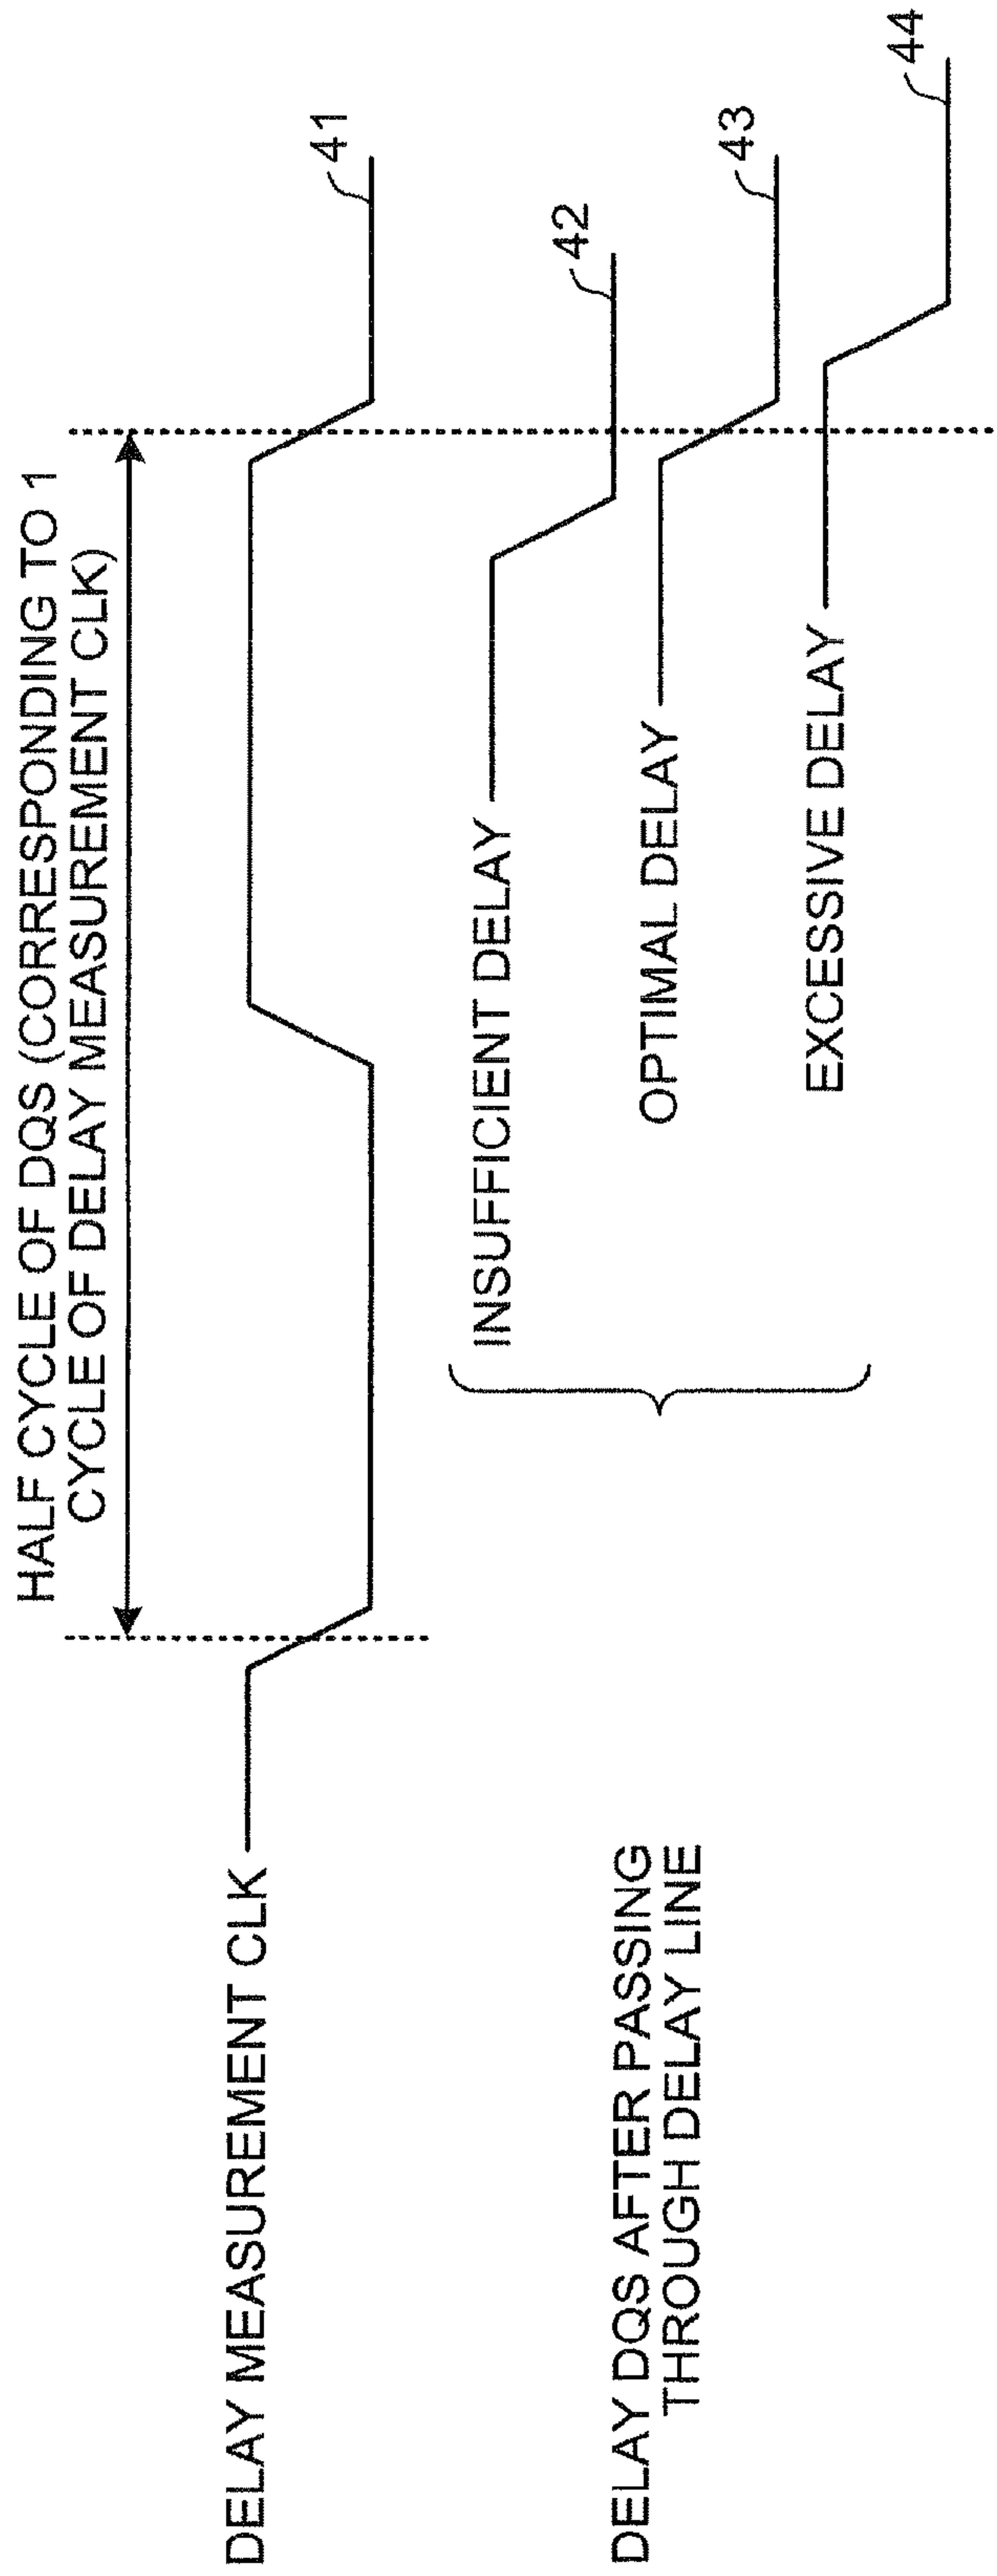 HALF CYCLE OF DQS (CORRESPONDING TO 1
CYCLE OF DELAY MEASUREMENT CLK)
DELAY MEASUREMENT CLK
41
DELAY DQS AFTER PASSING
THROUGH DELAY LINE
INSUFFICIENT DELAY
42
OPTIMAL DELAY
43
EXCESSIVE DELAY
44